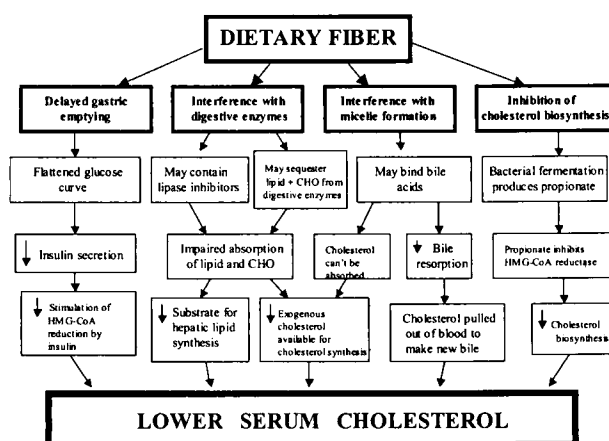 DIETARY FIBER
Delayed gastric
emptying
Interference with
digestive enzymes
Interference with
micelle formation
Inhibition of
cholesterol biosynthesis
Flattened glucose
curve
May contain
lipase inhibitors
May sequester
lipid + CHO from
digestive enzymes
May bind bile
acids
Bacterial fermentation
produces propionate
↓ Insulin secretion
Impaired absorption
of lipid and CHO
Cholesterol
can't be
absorbed
↓ Bile
resorption
Propionate inhibits
HMG-CoA reductase
↓ Stimulation of
HMG-CoA
reduction by
insulin
↓ Substrate for
hepatic lipid
synthesis
↓ Exogenous
cholesterol
available for
cholesterol synthesis
Cholesterol pulled
out of blood to
make new bile
↓ Cholesterol
biosynthesis
LOWER SERUM CHOLESTEROL